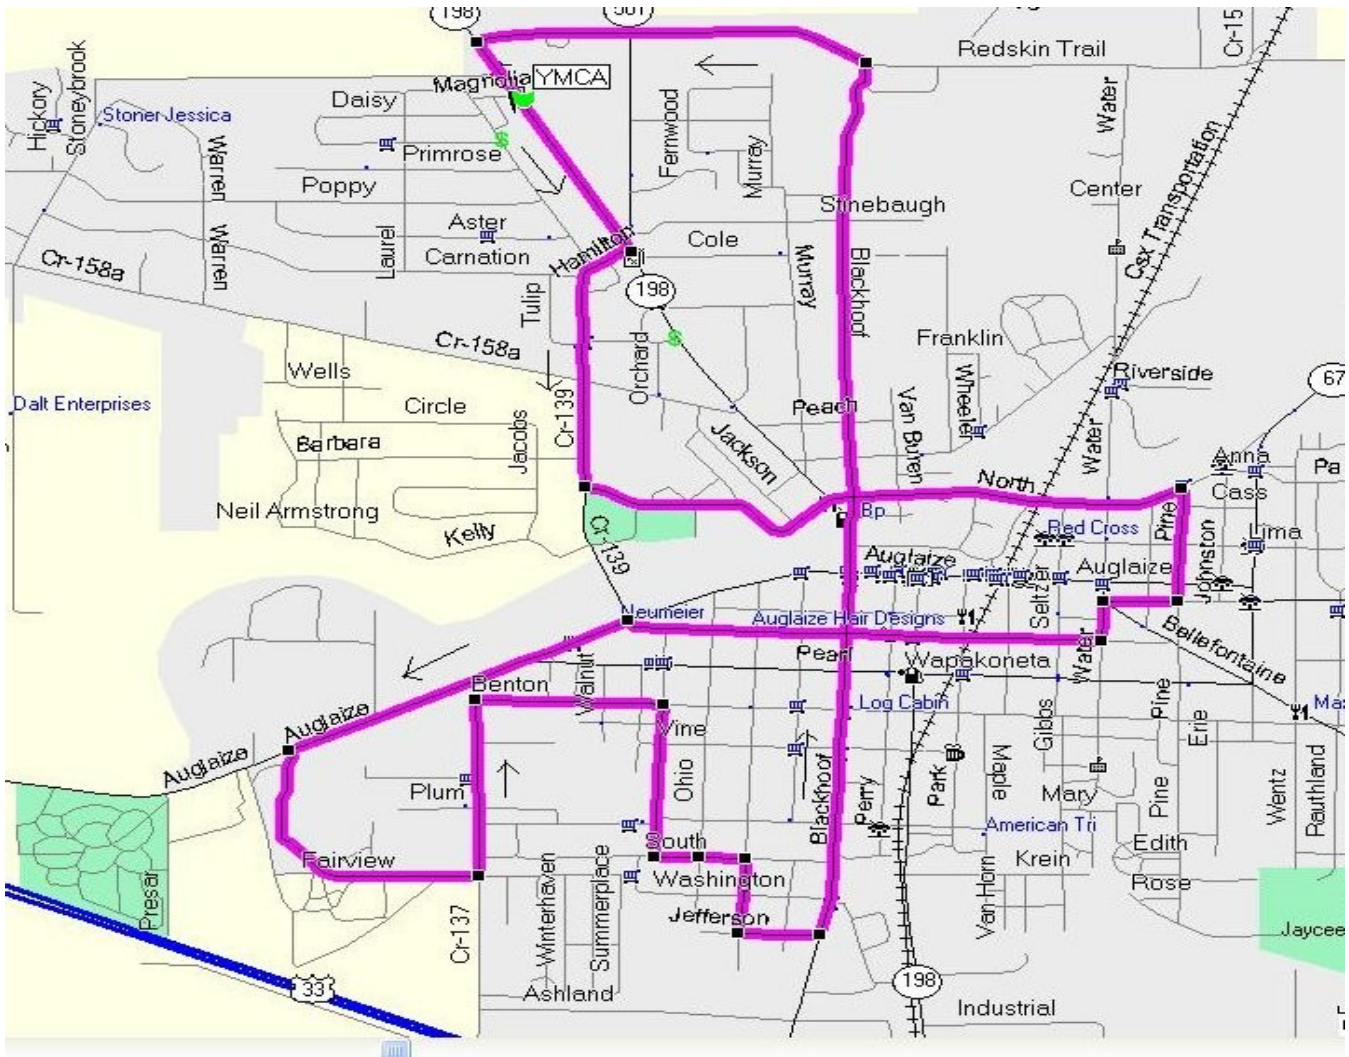 198
501
Redskin Trail
Cr-15
Hickory
Stoneybrook
Magnolia
YMCA
Daisy
Stoner Jessica
Primrose
Warren
Poppy
Fernwood
Murray
Water
Center
Csx Transportation
Stinebaugh
Aster
Carnation
Laurel
Warren
Hamilton
Cole
Murray
Blackhoof
Cr-158a
Tulip
198
Orchard
Cr-158a
Franklin
Wheeler
Riverside
67
Wells
Dalt Enterprises
Circle
Cr-139
Peach
Van Buren
Water
Barbara
Jacobs
Jackson
Anna
Pa
Cass
North
Neil Armstrong
Kelly
Cr-139
Bp
Red Cross
Pine
Johnston
Lima
Auglaize
Auglaize
Seltzer
Neumeier
Auglaize Hair Designs
Bellefontaine
Pearl
Wapakoneta
Water
Walnut
Benton
Log Cabin
Gibbs
Pine
Erie
Max
Auglaize
Auglaize
Vine
Ohio
Plum
Blackhoof
Perry
Park
Maple
Mary
Pine
Wentz
Rauthland
American Tri
South
Fairview
Krein
Edith
Rose
Washington
Presar
Winterhaven
Summerplace
Jefferson
Van-Horn
Cr-137
Jaycee
33
Ashland
198
Industrial